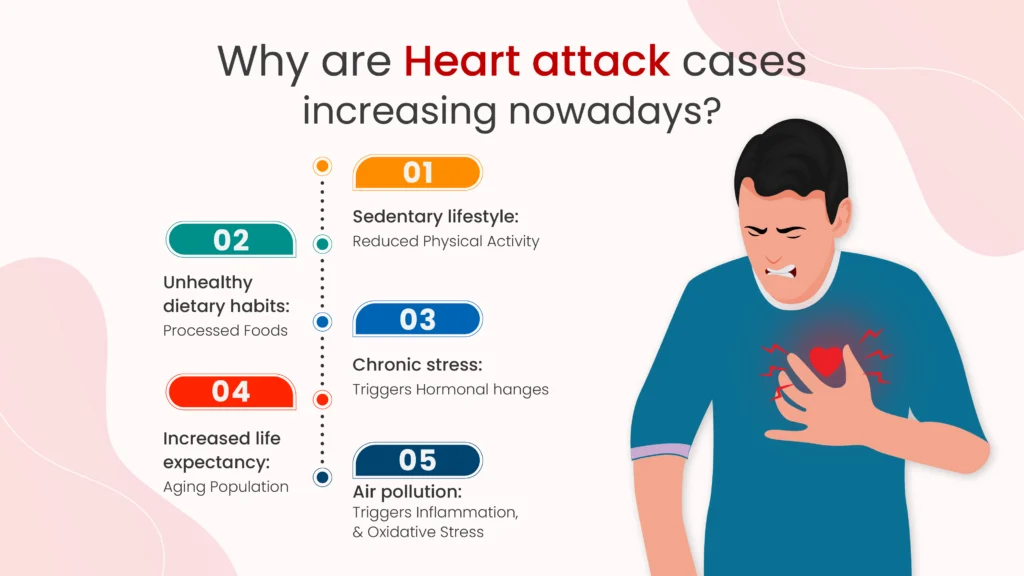 Why are Heart attack cases
increasing nowadays?
01
Sedentary lifestyle:
Reduced Physical Activity
02
Unhealthy
dietary habits:
Processed Foods
03
Chronic stress:
Triggers Hormonal hanges
04
Increased life
expectancy:
Aging Population
05
Air pollution:
Triggers Inflammation,
& Oxidative Stress